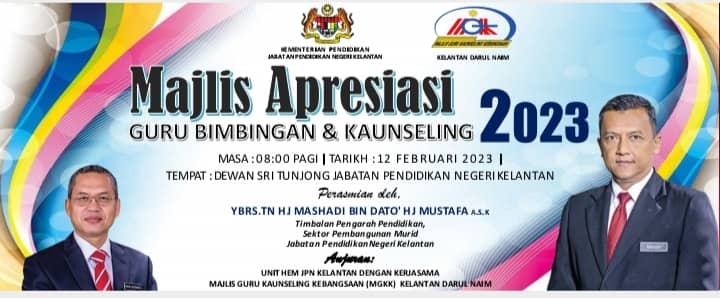 KEMENTERIAN PENDIDIKAN
JABATAN PENDIDIKAN NEGERI KELANTAN
MGKK
KELANTAN DARUL NAIM
Majlis Apresiasi
GURU BIMBINGAN & KAUNSELING
2023
MASA : 08:00 PAGI | TARIKH : 12 FEBRUARI 2023 |
TEMPAT : DEWAN SRI TUNJONG JABATAN PENDIDIKAN NEGERI KELANTAN
Perasmian oleh,
YBRS.TN HJ MASHADI BIN DATO' HJ MUSTAFA A.S.K
Timbalan Pengarah Pendidikan,
Sektor Pembangunan Murid
Jabatan Pendidikan Negeri Kelantan
Anjuran:
UNIT HEM JPN KELANTAN DENGAN KERJASAMA
MAJLIS GURU KAUNSELING KEBANGSAAN (MGKK) KELANTAN DARUL NAIM